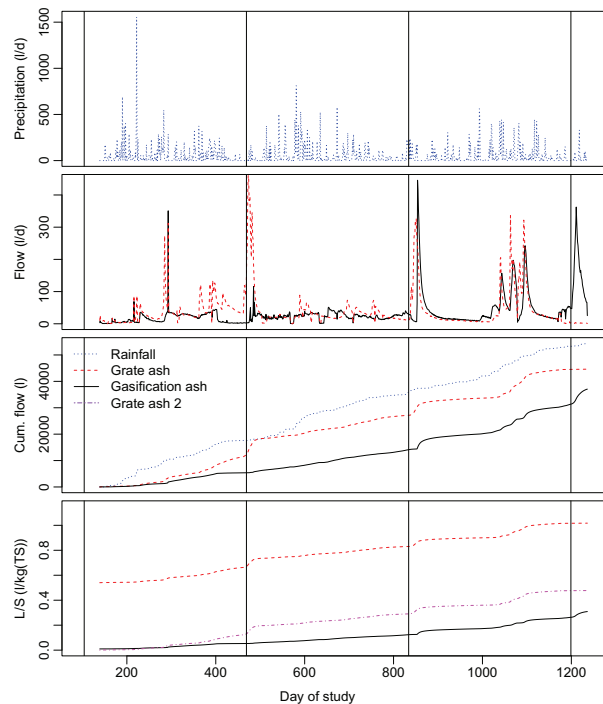 Precipitation (l/d)
1500
1000
500
0
Flow (l/d)
300
100
0
Cum. flow (l)
40000
20000
0
Rainfall
Grate ash
Gasification ash
Grate ash 2
L/S (l/kg(TS))
0.8
0.4
0.0
200 400 600 800 1000 1200
Day of study